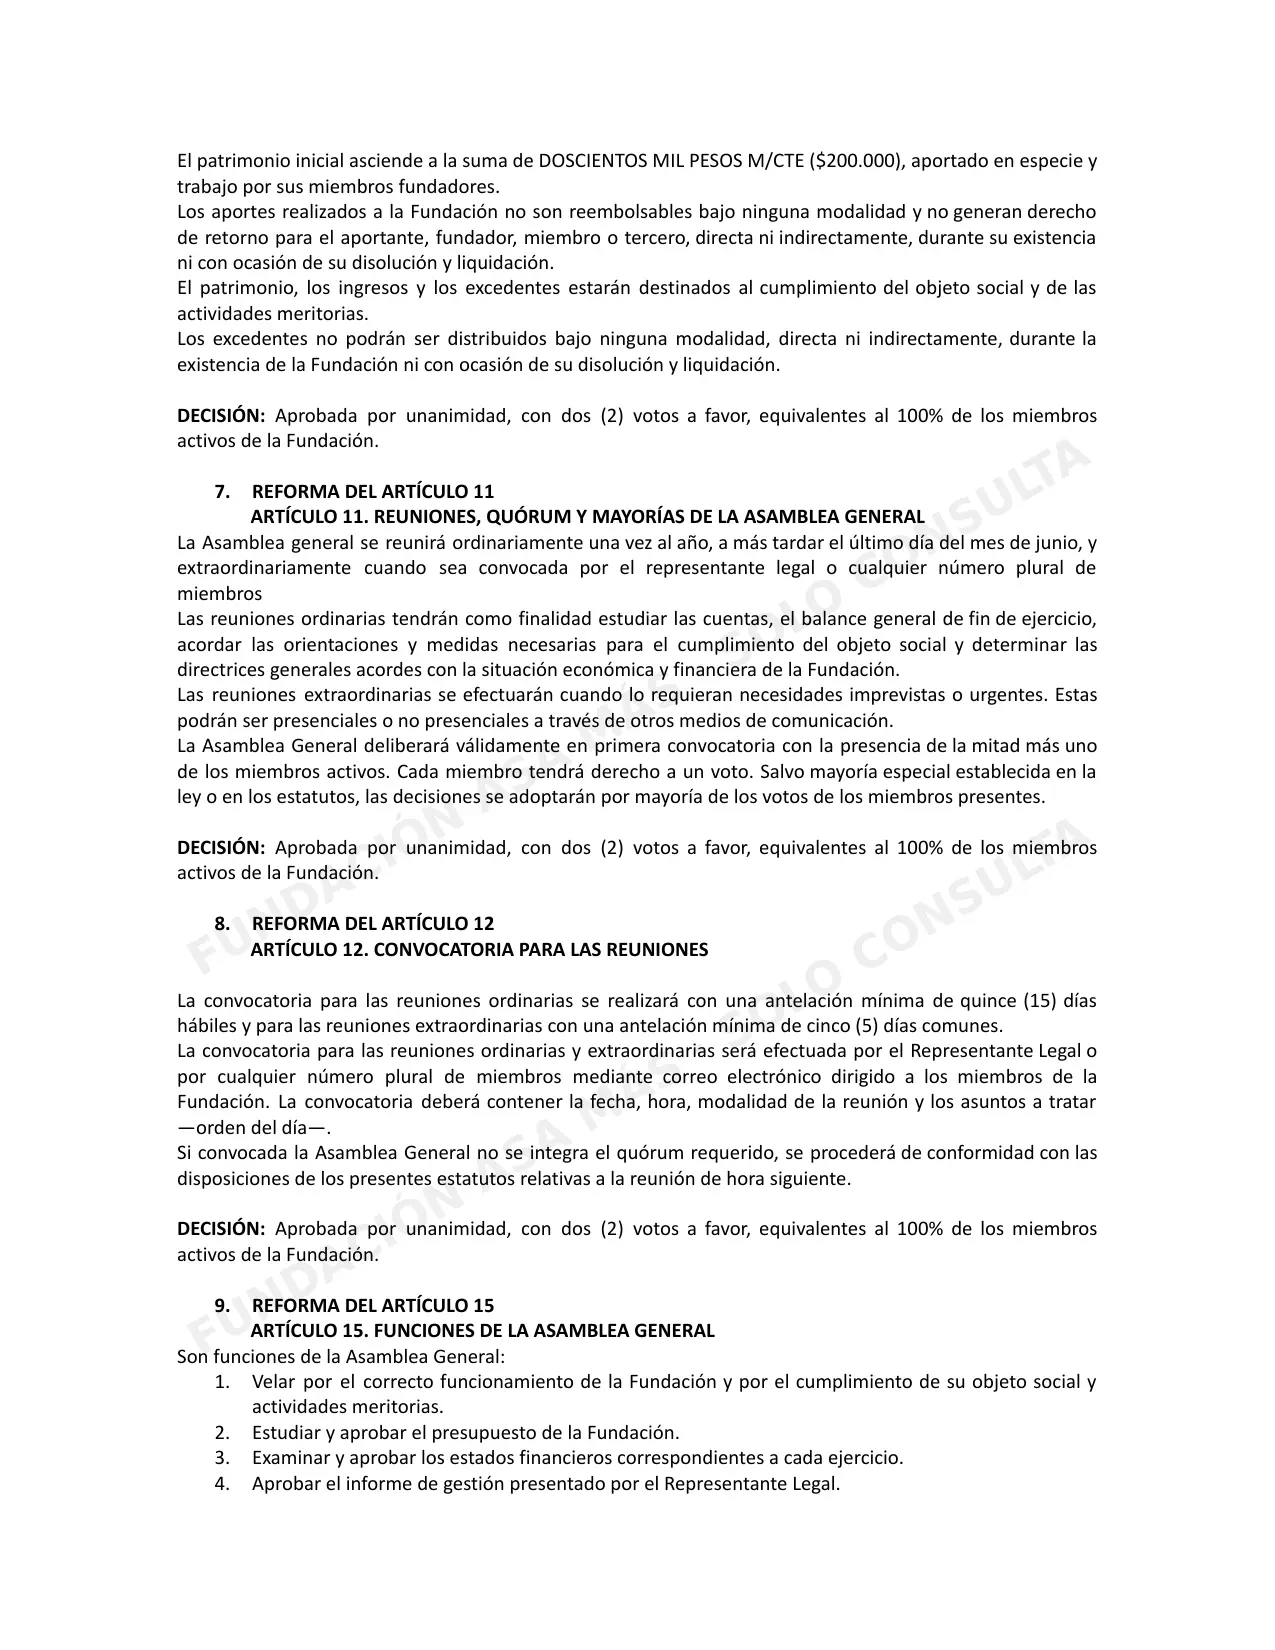 El patrimonio inicial asciende a la suma de DOSCIENTOS MIL PESOS M/CTE ($200.000), aportado en especie y
trabajo por sus miembros fundadores.
Los aportes realizados a la Fundación no son reembolsables bajo ninguna modalidad y no generan derecho
de retorno para el aportante, fundador, miembro o tercero, directa ni indirectamente, durante su existencia
ni con ocasión de su disolución y liquidación.
El patrimonio, los ingresos y los excedentes estarán destinados al cumplimiento del objeto social y de las
actividades meritorias.
Los excedentes no podrán ser distribuidos bajo ninguna modalidad, directa ni indirectamente, durante la
existencia de la Fundación ni con ocasión de su disolución y liquidación.
DECISIÓN: Aprobada por unanimidad, con dos (2) votos a favor, equivalentes al 100% de los miembros
activos de la Fundación.
7. REFORMA DEL ARTÍCULO 11
ARTÍCULO 11. REUNIONES, QUÓRUM Y MAYORÍAS DE LA ASAMBLEA GENERAL
La Asamblea general se reunirá ordinariamente una vez al año, a más tardar el último día del mes de junio, y
extraordinariamente cuando sea convocada por el representante legal o cualquier número plural de
miembros
Las reuniones ordinarias tendrán como finalidad estudiar las cuentas, el balance general de fin de ejercicio,
acordar las orientaciones y medidas necesarias para el cumplimiento del objeto social y determinar las
directrices generales acordes con la situación económica y financiera de la Fundación.
Las reuniones extraordinarias se efectuarán cuando lo requieran necesidades imprevistas o urgentes. Estas
podrán ser presenciales o no presenciales a través de otros medios de comunicación.
La Asamblea General deliberará válidamente en primera convocatoria con la presencia de la mitad más uno
de los miembros activos. Cada miembro tendrá derecho a un voto. Salvo mayoría especial establecida en la
ley o en los estatutos, las decisiones se adoptarán por mayoría de los votos de los miembros presentes.
DECISIÓN: Aprobada por unanimidad, con dos (2) votos a favor, equivalentes al 100% de los miembros
activos de la Fundación.
FUNDACIÓN ASA MÁS SOLO CONSULTA
8. REFORMA DEL ARTÍCULO 12
ARTÍCULO 12. CONVOCATORIA PARA LAS REUNIONES
La convocatoria para las reuniones ordinarias se realizará con una antelación mínima de quince (15) días
hábiles y para las reuniones extraordinarias con una antelación mínima de cinco (5) días comunes.
La convocatoria para las reuniones ordinarias y extraordinarias será efectuada por el Representante Legal o
por cualquier número plural de miembros mediante correo electrónico dirigido a los miembros de la
Fundación. La convocatoria deberá contener la fecha, hora, modalidad de la reunión y los asuntos a tratar
—orden del día—.
Si convocada la Asamblea General no se integra el quórum requerido, se procederá de conformidad con las
disposiciones de los presentes estatutos relativas a la reunión de hora siguiente.
DECISIÓN: Aprobada por unanimidad, con dos (2) votos a favor, equivalentes al 100% de los miembros
activos de la Fundación.
FUNDACIÓN ASA MÁS SOLO CONSULTA
9. REFORMA DEL ARTÍCULO 15
ARTÍCULO 15. FUNCIONES DE LA ASAMBLEA GENERAL
Son funciones de la Asamblea General:
1. Velar por el correcto funcionamiento de la Fundación y por el cumplimiento de su objeto social y
actividades meritorias.
2. Estudiar y aprobar el presupuesto de la Fundación.
3. Examinar y aprobar los estados financieros correspondientes a cada ejercicio.
4. Aprobar el informe de gestión presentado por el Representante Legal.